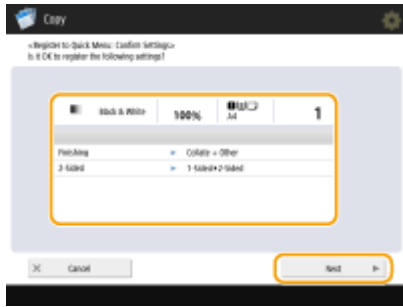 Copy
<Register to Quick Menu: Confirm Settings>
Is it OK to register the following settings?
Black & White 100% A4 1
Finishing ► Collate + Other
2-Sided ► 1-Sided►2-Sided
× Cancel
Next ►